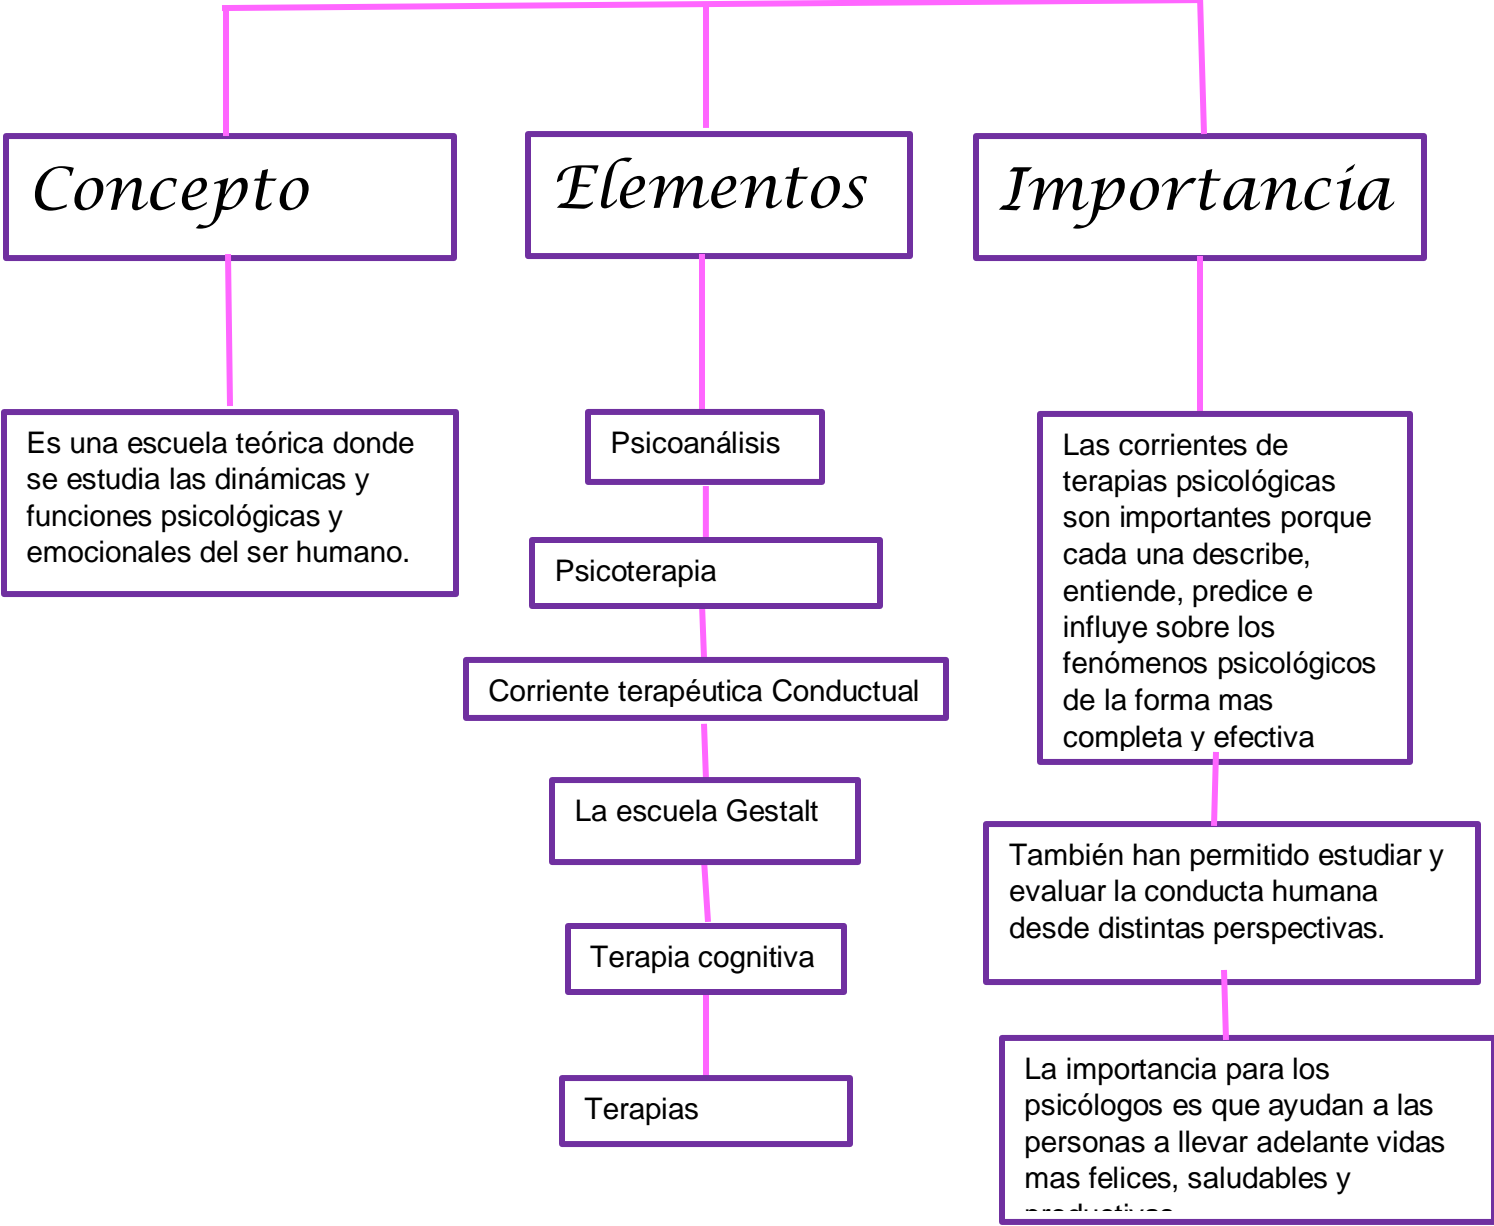 Concepto
Es una escuela teórica donde
se estudia las dinámicas y
funciones psicológicas y
emocionales del ser humano.
Elementos
Psicoanálisis
Psicoterapia
Corriente terapéutica Conductual
La escuela Gestalt
Terapia cognitiva
Terapias
Importancia
Las corrientes de
terapias psicológicas
son importantes porque
cada una describe,
entiende, predice e
influye sobre los
fenómenos psicológicos
de la forma mas
completa y efectiva
También han permitido estudiar y
evaluar la conducta humana
desde distintas perspectivas.
La importancia para los
psicólogos es que ayudan a las
personas a llevar adelante vidas
mas felices, saludables y